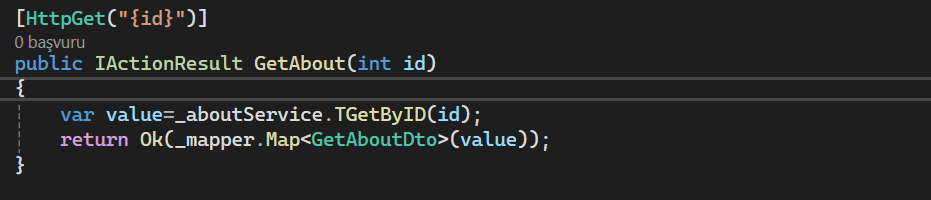 [HttpGet("{id}")]
0 başvuru
public IActionResult GetAbout(int id)
{
var value=_aboutService.TGetByID(id);
return Ok(_mapper.Map<GetAboutDto>(value));
}